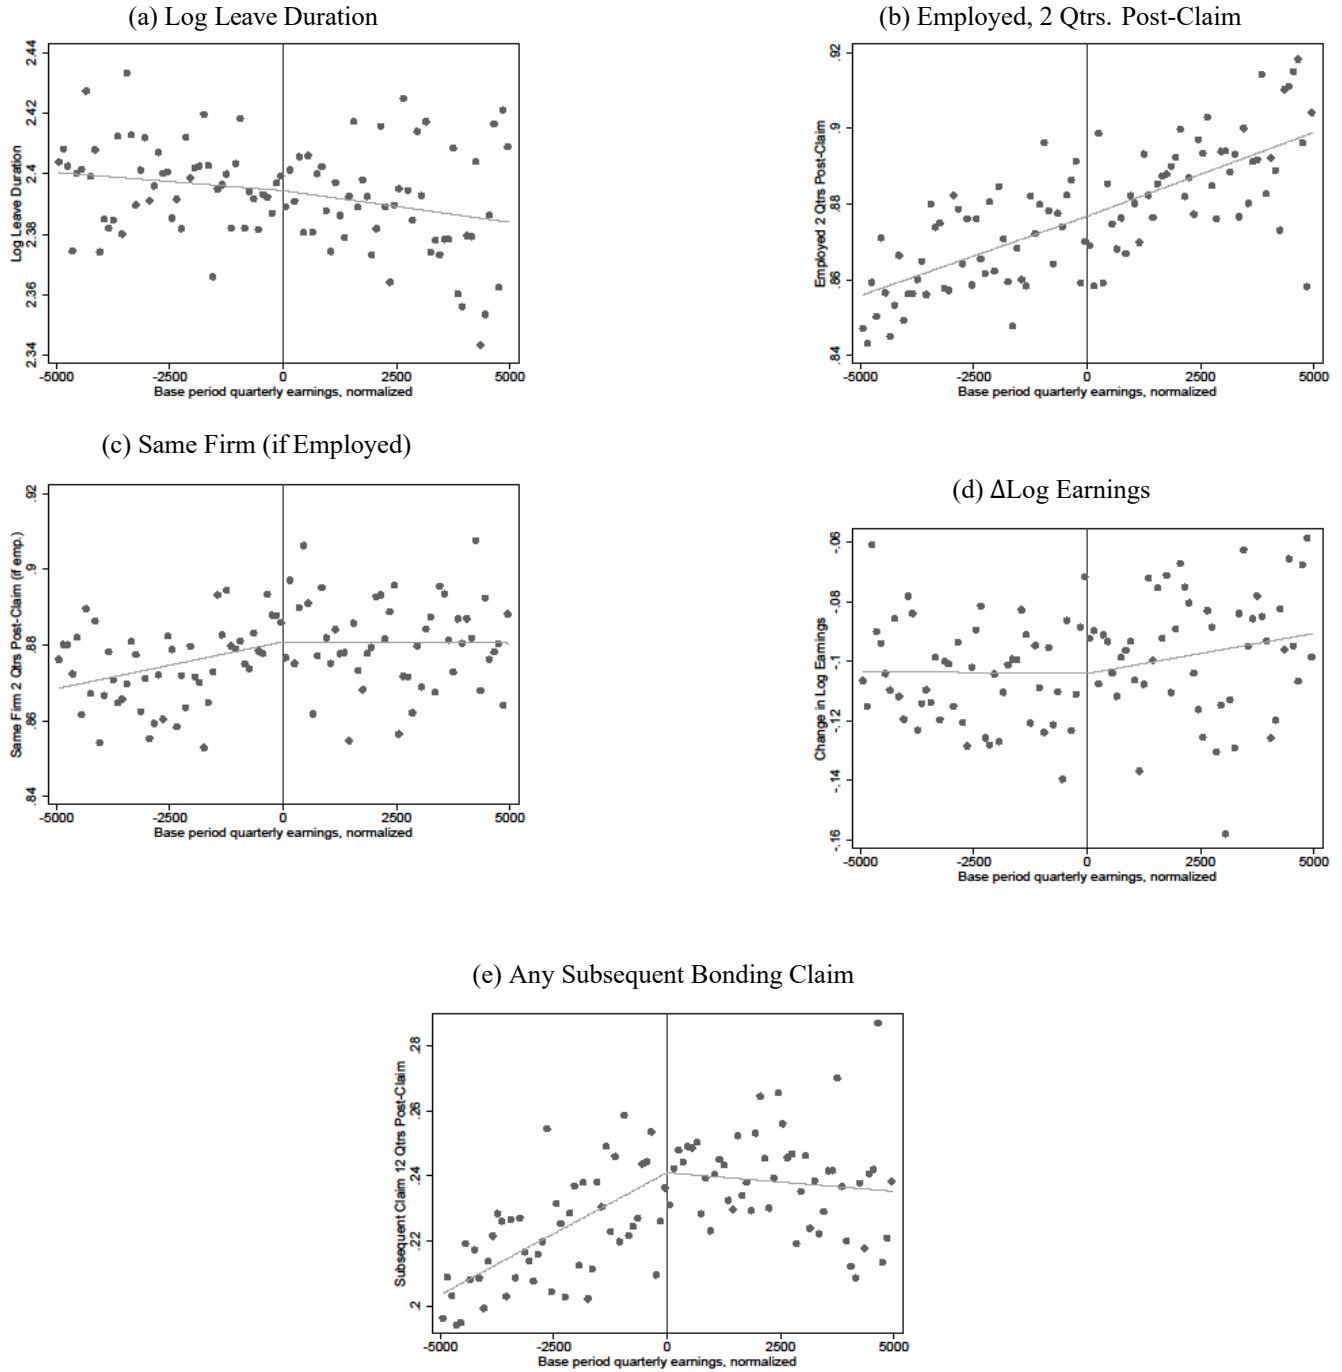 (a) Log Leave Duration
(b) Employed, 2 Qtrs. Post-Claim
2.44
2.42
2.4
2.38
2.36
2.34
Log Leave Duration
-5000 -2500 0 2500 5000
Base period quarterly earnings, normalized
.92
.9
.88
.86
.84
Employed 2 Qtrs Post-Claim
-5000 -2500 0 2500 5000
Base period quarterly earnings, normalized
(c) Same Firm (if Employed)
.92
.9
.88
.86
.84
Same Firm 2 Qtrs Post-Claim (if emp.)
-5000 -2500 0 2500 5000
Base period quarterly earnings, normalized
(d) ΔLog Earnings
-.06
-.08
-.1
-.12
-.14
-.16
Change in Log Earnings
-5000 -2500 0 2500 5000
Base period quarterly earnings, normalized
(e) Any Subsequent Bonding Claim
.28
.26
.24
.22
.2
Subsequent Claim 12 Qtrs Post-Claim
-5000 -2500 0 2500 5000
Base period quarterly earnings, normalized